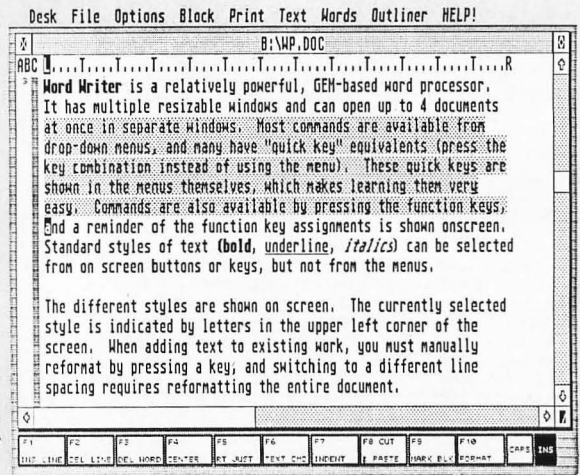 Desk File Options Block Print Text Words Outliner HELP!
B:\WP.DOC
ABC L....T....T....T....T....T....T....T....T....T....R
Word Writer is a relatively powerful, GEM-based word processor.
It has multiple resizable windows and can open up to 4 documents
at once in separate windows. Most commands are available from
drop-down menus, and many have "quick key" equivalents (press the
key combination instead of using the menu). These quick keys are
shown in the menus themselves, which makes learning them very
easy. Commands are also available by pressing the function keys,
and a reminder of the function key assignments is shown onscreen.
Standard styles of text (bold, underline, italics) can be selected
from on screen buttons or keys, but not from the menus.
The different styles are shown on screen. The currently selected
style is indicated by letters in the upper left corner of the
screen. When adding text to existing work, you must manually
reformat by pressing a key, and switching to a different line
spacing requires reformatting the entire document.
F1 F2 F3 F4 F5 F6 F7 F8 CUT F9 F10 CAPS INS
INS LINE DEL LINE DEL WORD CENTER RT JUST TEXT CHG INDENT & PASTE MARK BLK FORMAT